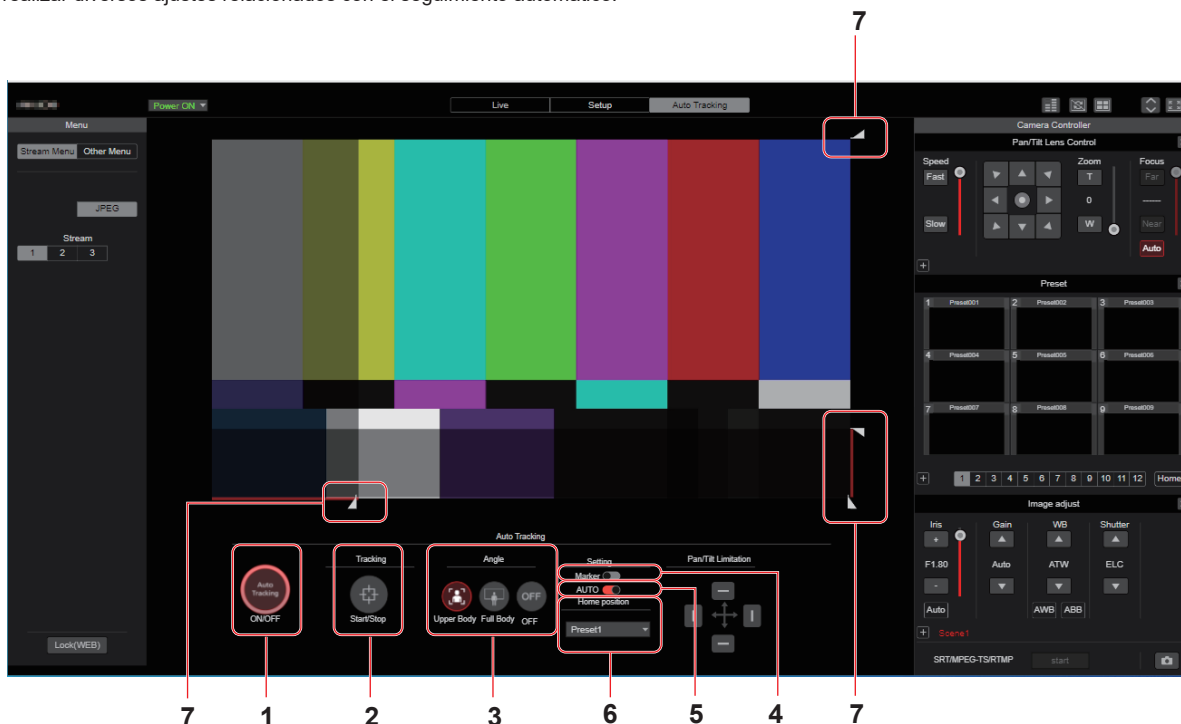 realizar diversos ajustes relacionados con el seguimiento automático.
7
Power ON
Live Setup Auto Tracking
Menu
Stream Menu Other Menu
JPEG
Stream
1 2 3
Lock(WEB)
Camera Controller
Pan/Tilt Lens Control
Speed Zoom Focus
Fast T Far
0 -----
Slow W Near
Auto
+
Preset
1 Preset001 2 Preset002 3 Preset003
4 Preset004 5 Preset005 6 Preset006
7 Preset007 8 Preset008 9 Preset009
+ 1 2 3 4 5 6 7 8 9 10 11 12 Home
Image adjust
Iris Gain WB Shutter
+
F1.80 Auto ATW ELC
-
Auto AWB ABB
+ Scene1
SRT/MPEG-TS/RTMP start
Auto Tracking
Auto Tracking
ON/OFF
Tracking
Start/Stop
Angle
OFF
Upper Body Full Body OFF
Setting
Marker
AUTO
Home position
Preset1
Pan/Tilt Limitation
7 1 2 3 6 5 4 7